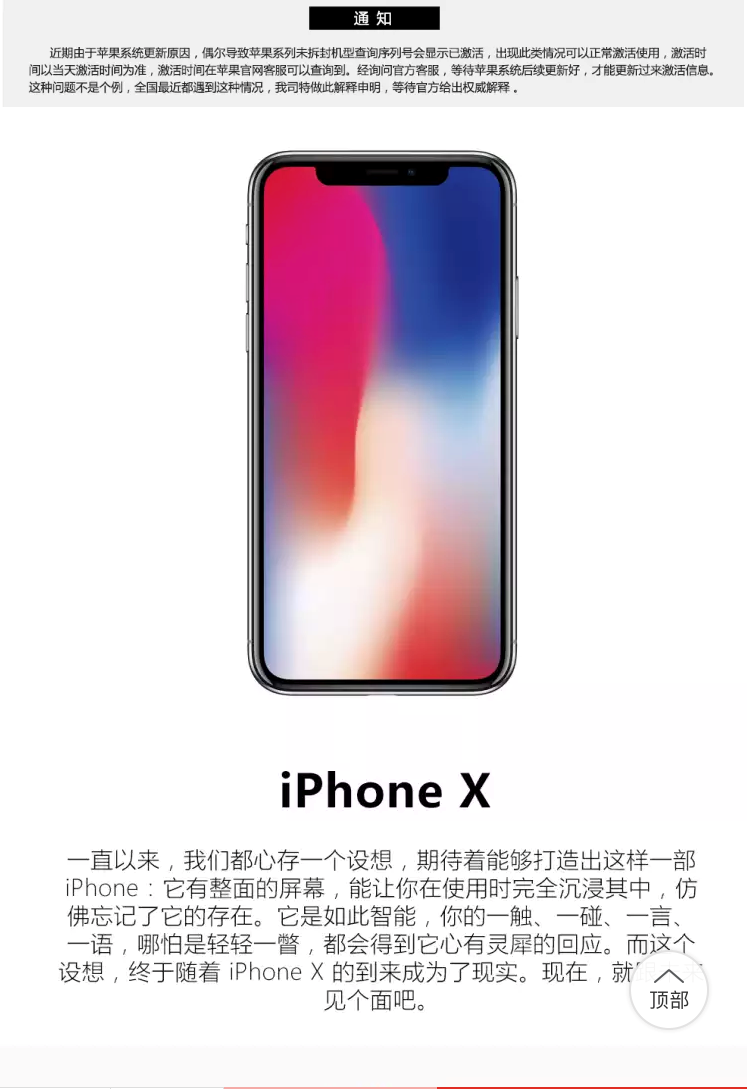 通知
近期由于苹果系统更新原因，偶尔导致苹果系列未拆封机型查询序列号会显示已激活，出现此类情况可以正常激活使用，激活时
间以当天激活时间为准，激活时间在苹果官网客服可以查询到。经询问官方客服，等待苹果系统后续更新好，才能更新过来激活信息。
这种问题不是个例，全国最近都遇到这种情况，我司特做此解释申明，等待官方给出权威解释 。
iPhone X
一直以来，我们都心存一个设想，期待着能够打造出这样一部
iPhone：它有整面的屏幕，能让你在使用时完全沉浸其中，仿
佛忘记了它的存在。它是如此智能，你的一触、一碰、一言、
一语，哪怕是轻轻一瞥，都会得到它心有灵犀的回应。而这个
设想，终于随着 iPhone X 的到来成为了现实。现在，就
见个面吧。
顶部